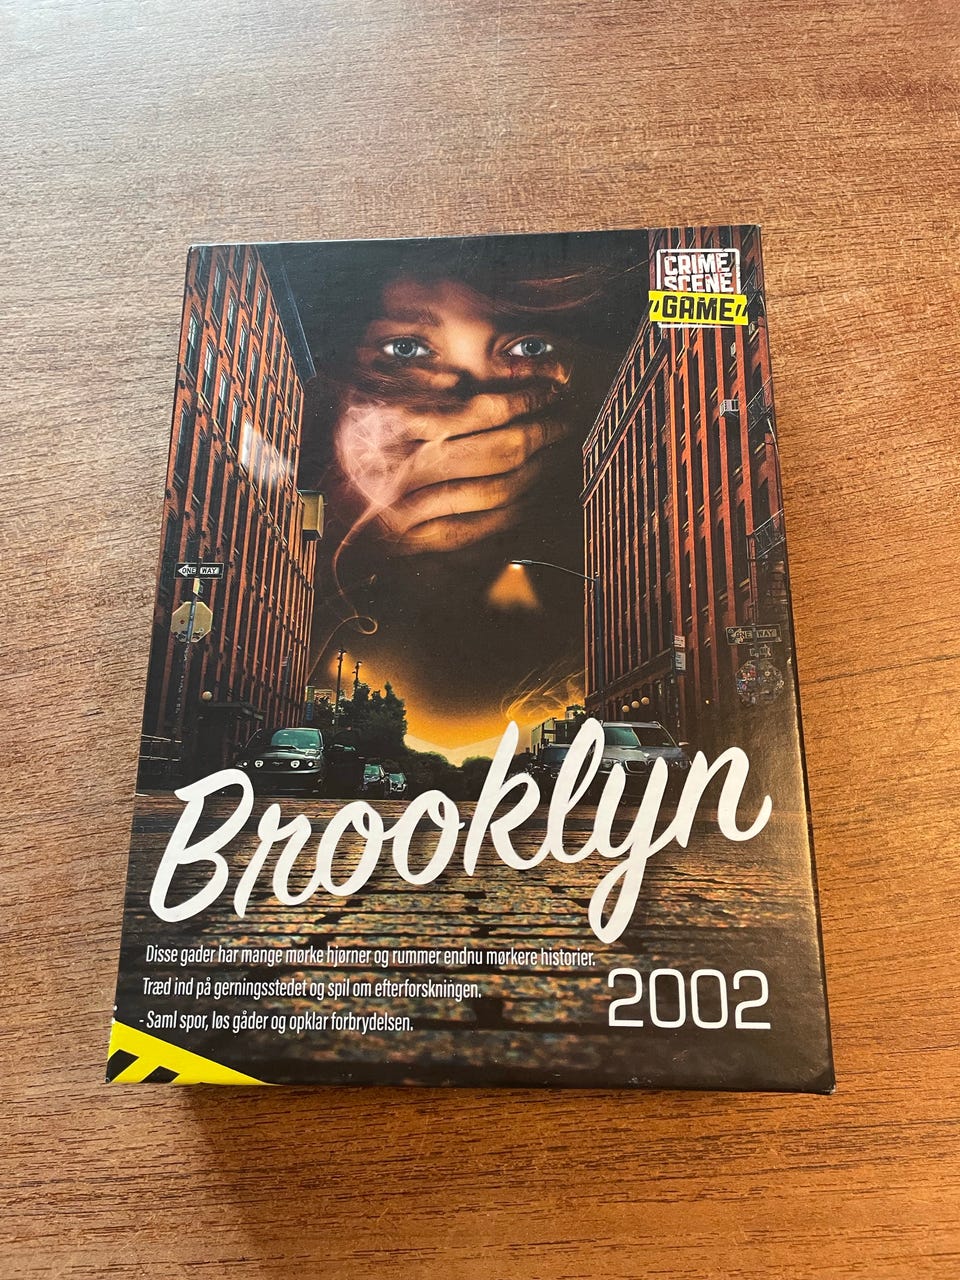 CRIME
SCENE
GAME
ONE WAY
ONE WAY
Brooklyn
Disse gader har mange mørke hjørner og rummer endnu mørkere historier.
Træd ind på gerningsstedet og spil om efterforskningen.
- Saml spor, løs gåder og opklar forbrydelsen.
2002